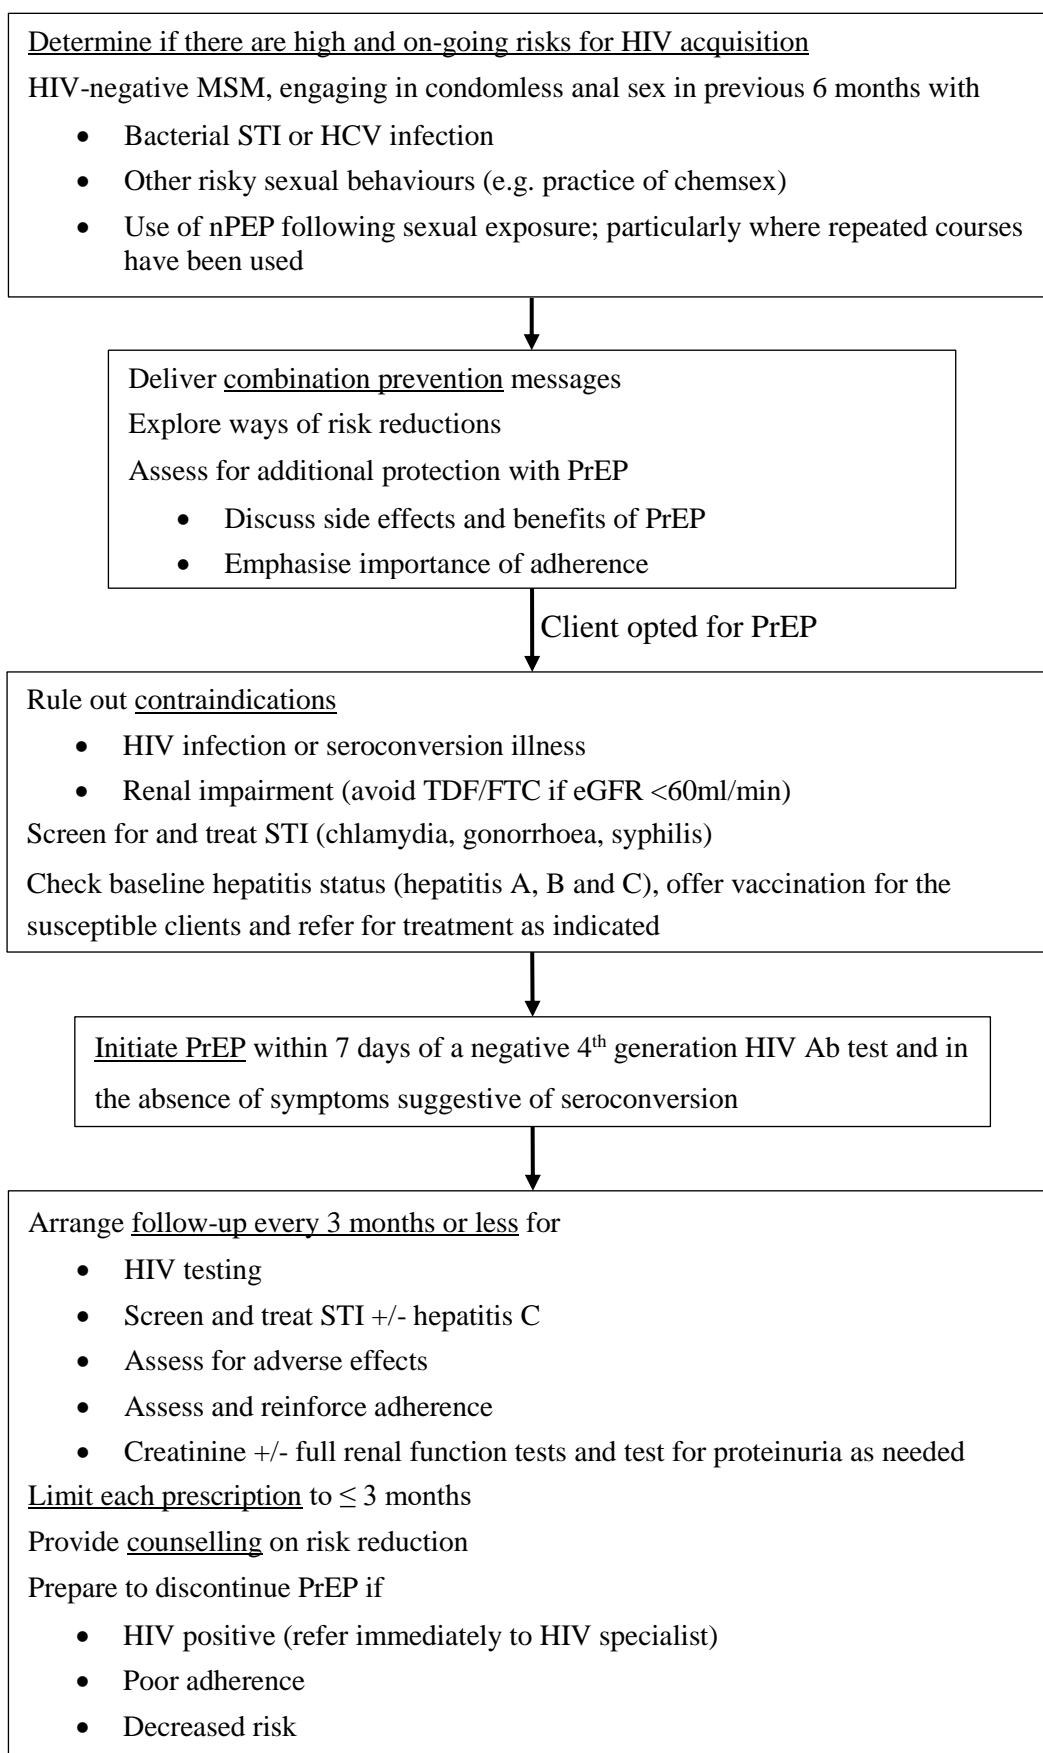 Determine if there are high and on-going risks for HIV acquisition
HIV-negative MSM, engaging in condomless anal sex in previous 6 months with
• Bacterial STI or HCV infection
• Other risky sexual behaviours (e.g. practice of chemsex)
• Use of nPEP following sexual exposure; particularly where repeated courses
have been used
Deliver combination prevention messages
Explore ways of risk reductions
Assess for additional protection with PrEP
• Discuss side effects and benefits of PrEP
• Emphasise importance of adherence
Client opted for PrEP
Rule out contraindications
• HIV infection or seroconversion illness
• Renal impairment (avoid TDF/FTC if eGFR <60ml/min)
Screen for and treat STI (chlamydia, gonorrhoea, syphilis)
Check baseline hepatitis status (hepatitis A, B and C), offer vaccination for the
susceptible clients and refer for treatment as indicated
Initiate PrEP within 7 days of a negative 4th generation HIV Ab test and in
the absence of symptoms suggestive of seroconversion
Arrange follow-up every 3 months or less for
• HIV testing
• Screen and treat STI +/- hepatitis C
• Assess for adverse effects
• Assess and reinforce adherence
• Creatinine +/- full renal function tests and test for proteinuria as needed
Limit each prescription to ≤ 3 months
Provide counselling on risk reduction
Prepare to discontinue PrEP if
• HIV positive (refer immediately to HIV specialist)
• Poor adherence
• Decreased risk